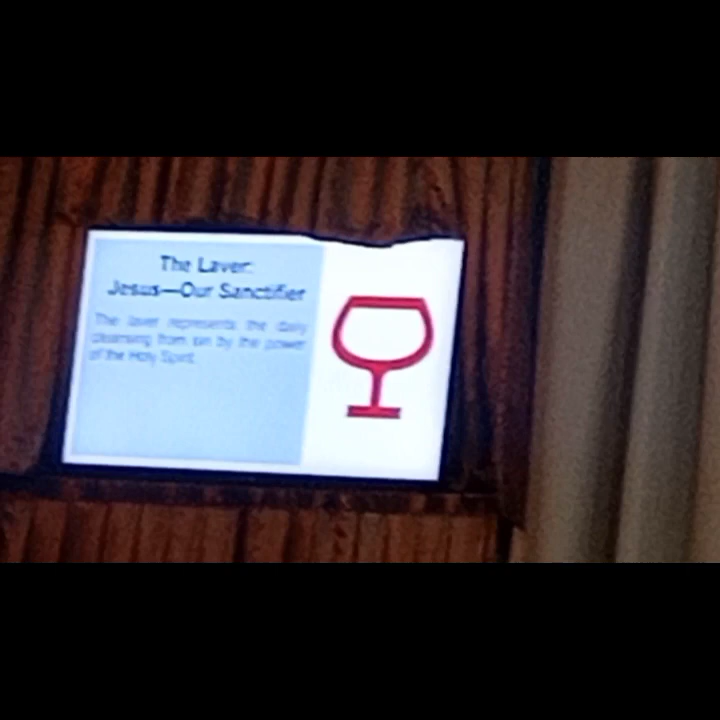 The Laver:
Jesus—Our Sanctifier
The laver represents the daily
cleansing from sin by the power
of the Holy Spirit.